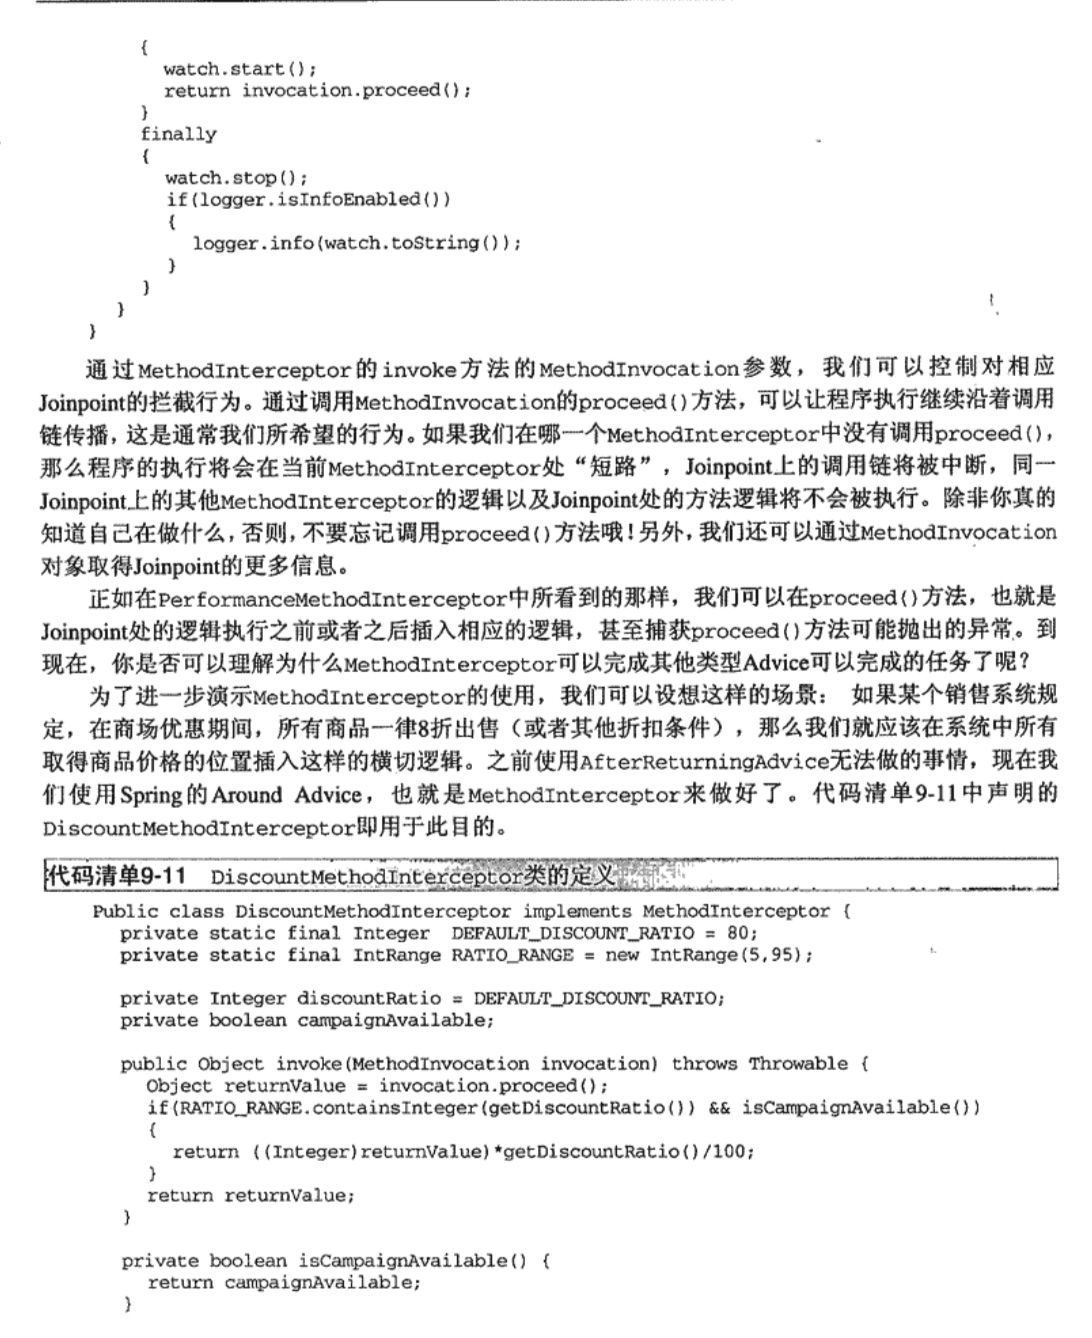 {
watch.start();
return invocation.proceed();
}
finally
{
watch.stop();
if(logger.isInfoEnabled())
{
logger.info(watch.toString());
}
}
}
}
通过MethodInterceptor的invoke方法的MethodInvocation参数，我们可以控制对相应
Joinpoint的拦截行为。通过调用MethodInvocation的proceed()方法，可以让程序执行继续沿着调用
链传播，这是通常我们所希望的行为。如果我们在哪一个MethodInterceptor中没有调用proceed()，
那么程序的执行将会在当前MethodInterceptor处“短路”，Joinpoint上的调用链将被中断，同一
Joinpoint上的其他MethodInterceptor的逻辑以及Joinpoint处的方法逻辑将不会被执行。除非你真的
知道自己在做什么，否则，不要忘记调用proceed()方法哦！另外，我们还可以通过MethodInvocation
对象取得Joinpoint的更多信息。
正如在PerformanceMethodInterceptor中所看到的那样，我们可以在proceed()方法，也就是
Joinpoint处的逻辑执行之前或者之后插入相应的逻辑，甚至捕获proceed()方法可能抛出的异常。到
现在，你是否可以理解为什么MethodInterceptor可以完成其他类型Advice可以完成的任务了呢？
为了进一步演示MethodInterceptor的使用，我们可以设想这样的场景： 如果某个销售系统规
定，在商场优惠期间，所有商品一律8折出售（或者其他折扣条件），那么我们就应该在系统中所有
取得商品价格的位置插入这样的横切逻辑。之前使用AfterReturningAdvice无法做的事情，现在我
们使用Spring的Around Advice，也就是MethodInterceptor来做好了。代码清单9-11中声明的
DiscountMethodInterceptor即用于此目的。
代码清单9-11 DiscountMethodInterceptor类的定义
Public class DiscountMethodInterceptor implements MethodInterceptor {
private static final Integer DEFAULT_DISCOUNT_RATIO = 80;
private static final IntRange RATIO_RANGE = new IntRange(5,95);
private Integer discountRatio = DEFAULT_DISCOUNT_RATIO;
private boolean campaignAvailable;
public Object invoke(MethodInvocation invocation) throws Throwable {
Object returnValue = invocation.proceed();
if(RATIO_RANGE.containsInteger(getDiscountRatio()) && isCampaignAvailable())
{
return ((Integer)returnValue)*getDiscountRatio()/100;
}
return returnValue;
}
private boolean isCampaignAvailable() {
return campaignAvailable;
}